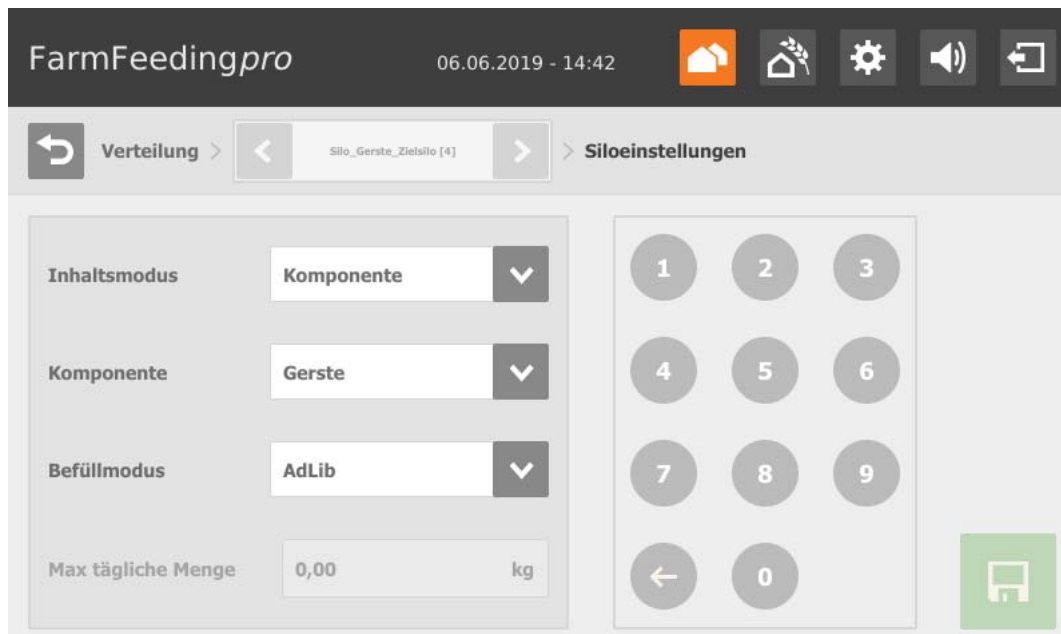 FarmFeedingpro 06.06.2019 - 14:42
Verteilung > Silo_Gerste_Zielsilo [4] > Siloeinstellungen
Inhaltsmodus Komponente
Komponente Gerste
Befüllmodus AdLib
Max tägliche Menge 0,00 kg
1 2 3
4 5 6
7 8 9
0